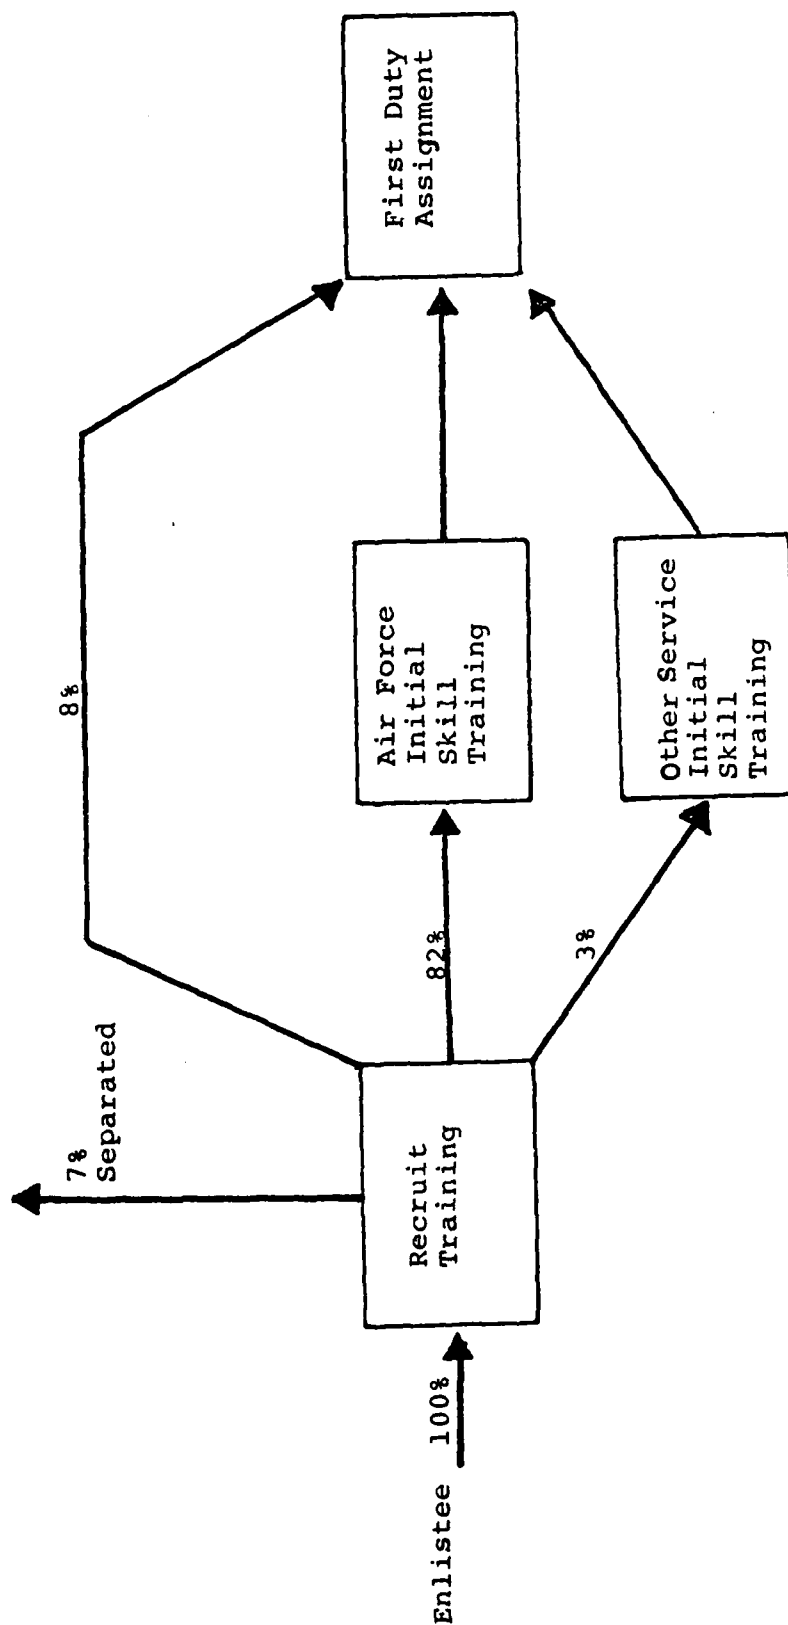 Enlistee
100%
Recruit
Training
7%
Separated
8%
82%
3%
Air Force
Initial
Skill
Training
Other Service
Initial
Skill
Training
First Duty
Assignment